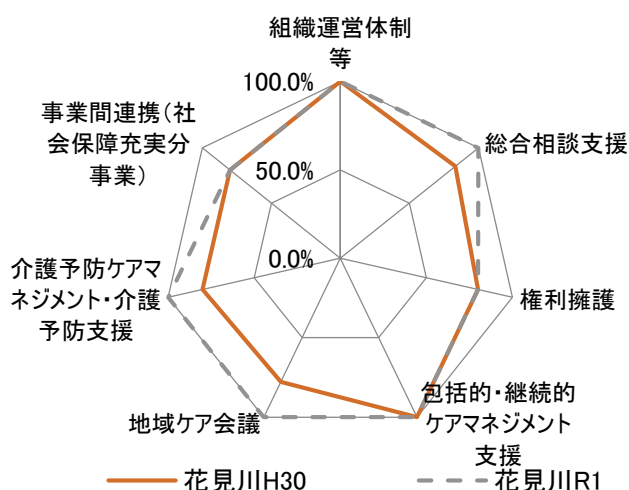 組織運営体制
等
100.0%
事業間連携(社
会保障充実分
事業)
総合相談支援
50.0%
0.0%
介護予防ケアマ
ネジメント・介護
予防支援
権利擁護
地域ケア会議
包括的・継続的
ケアマネジメント
支援
花見川H30
花見川R1